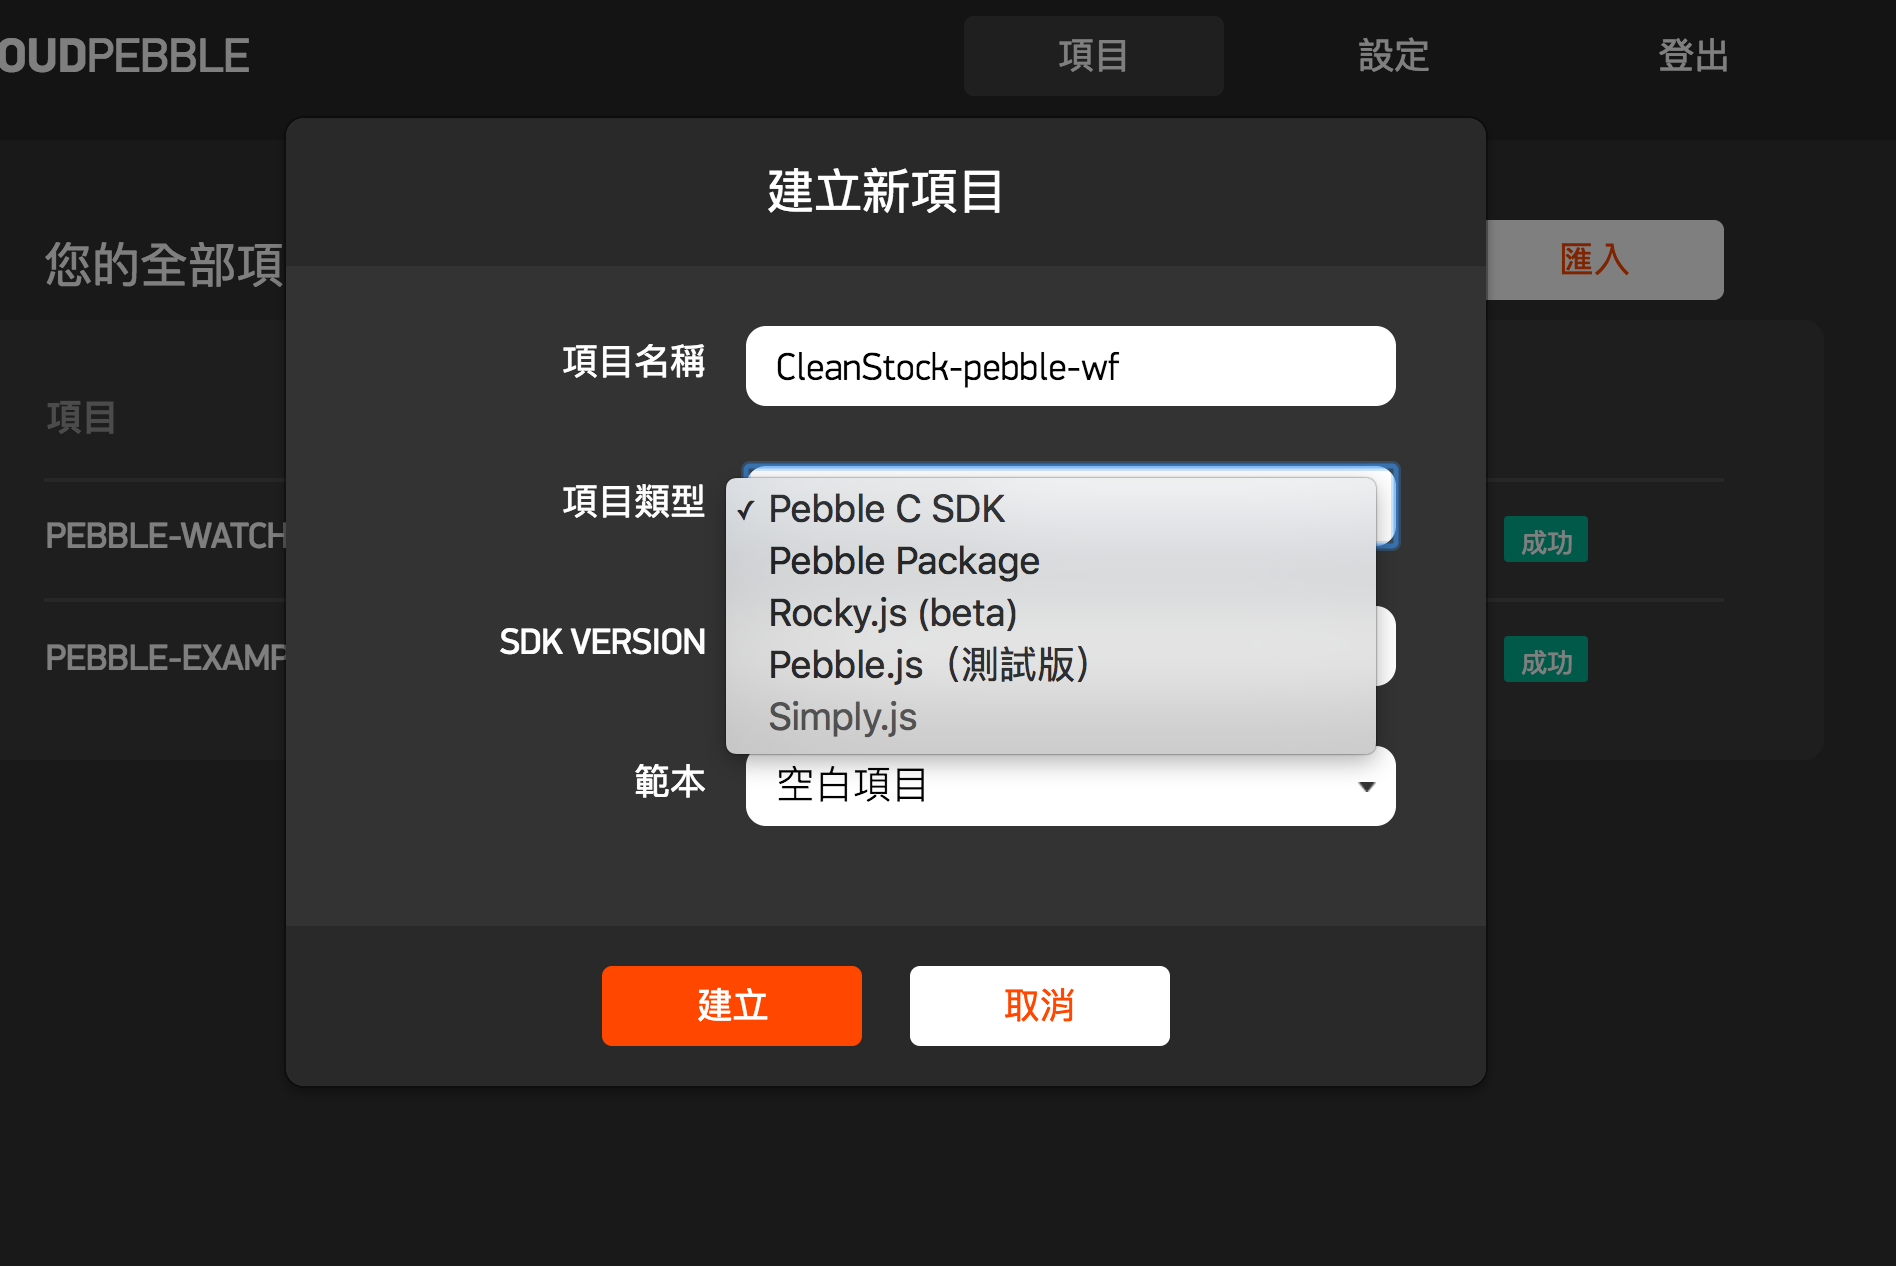 OUDPEBBLE
項目
設定
登出
建立新項目
您的全部項
匯入
項目名稱
CleanStock-pebble-wf
項目
項目類型
✓ Pebble C SDK
Pebble Package
Rocky.js (beta)
Pebble.js（測試版）
Simply.js
PEBBLE-WATCH
成功
SDK VERSION
PEBBLE-EXAMP
成功
範本
空白項目
建立
取消